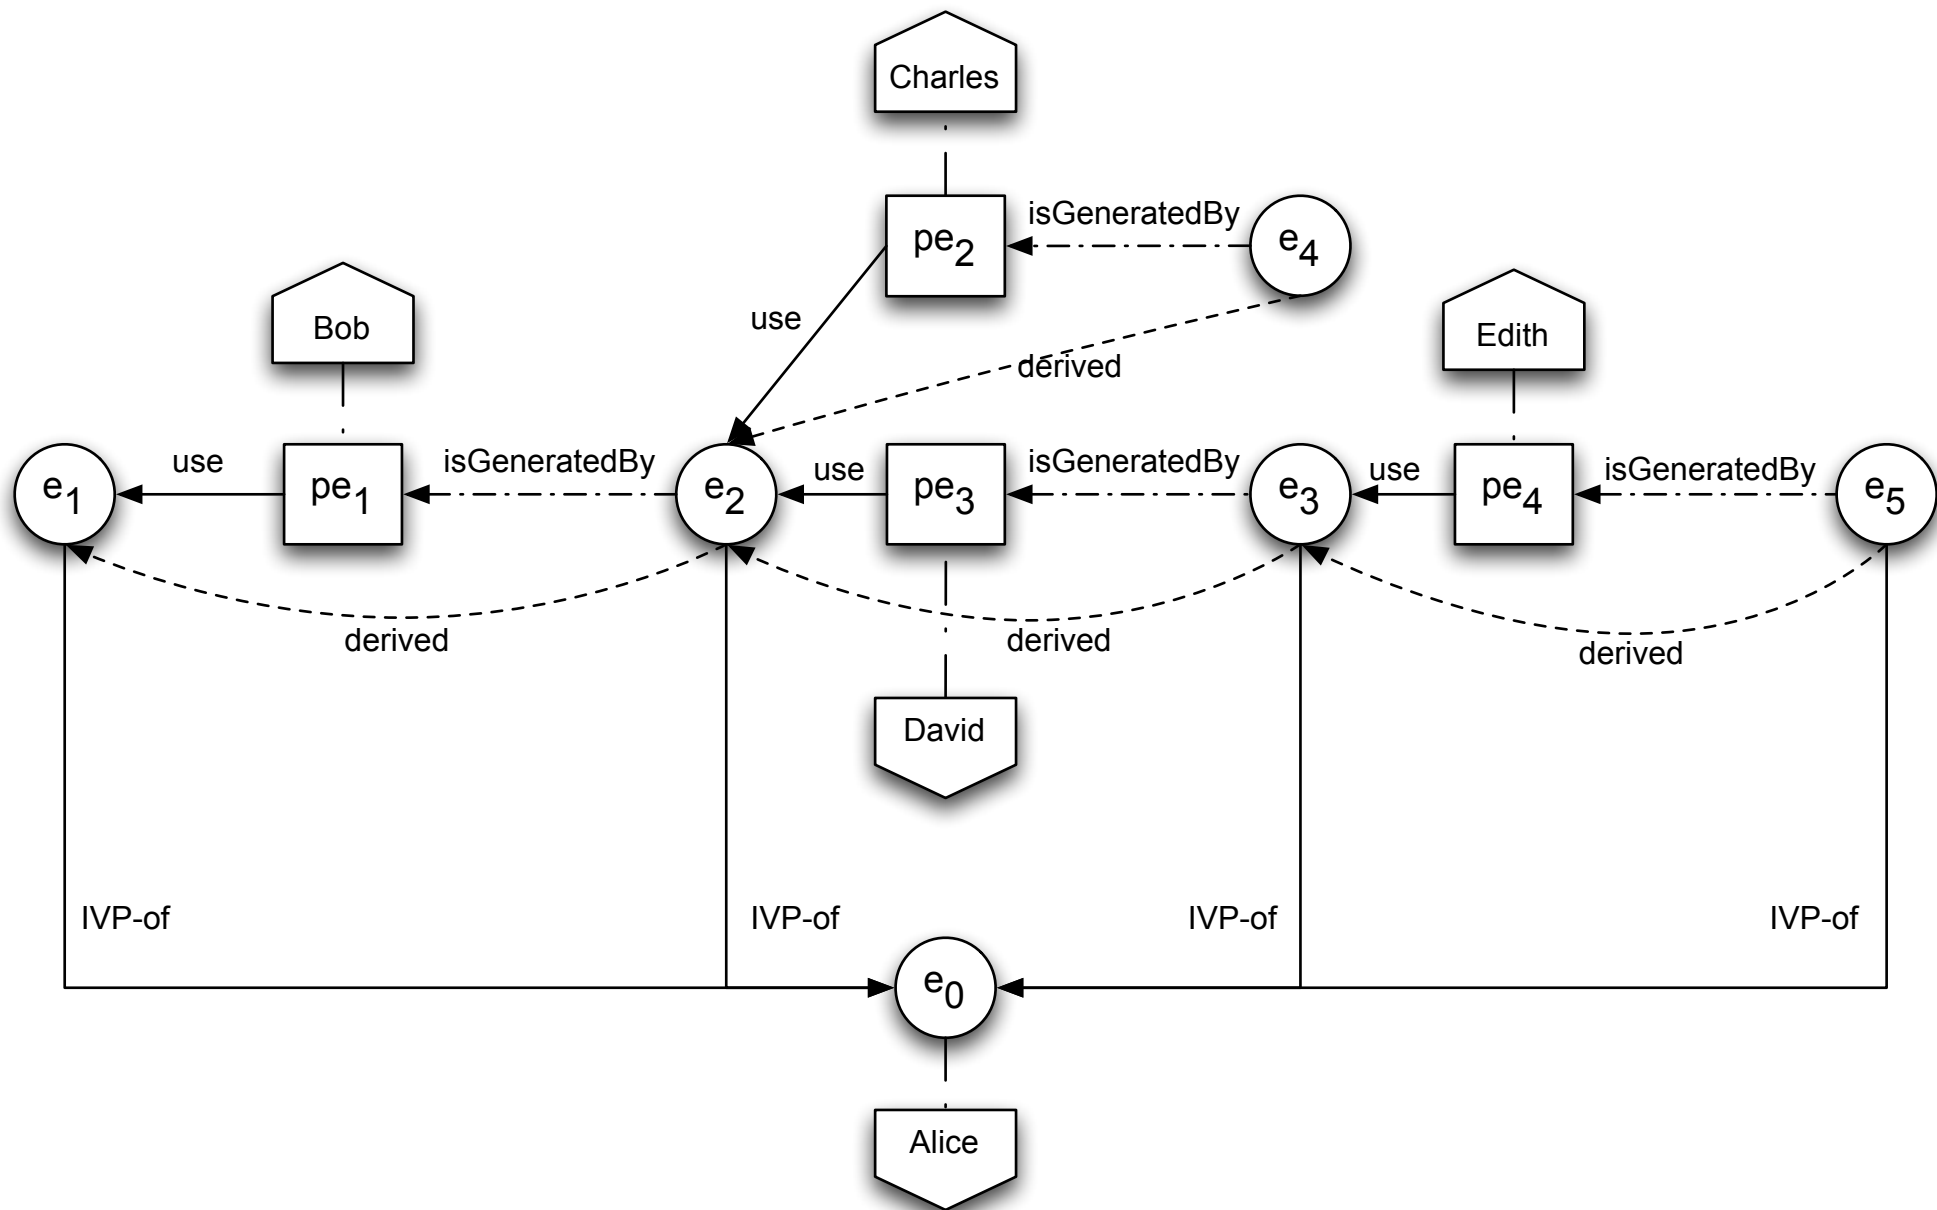 Charles
isGeneratedBy
pe2
e4
use
Bob
Edith
derived
use
isGeneratedBy
use
isGeneratedBy
use
isGeneratedBy
e1
pe1
e2
pe3
e3
pe4
e5
derived
derived
derived
David
IVP-of
IVP-of
IVP-of
IVP-of
e0
Alice